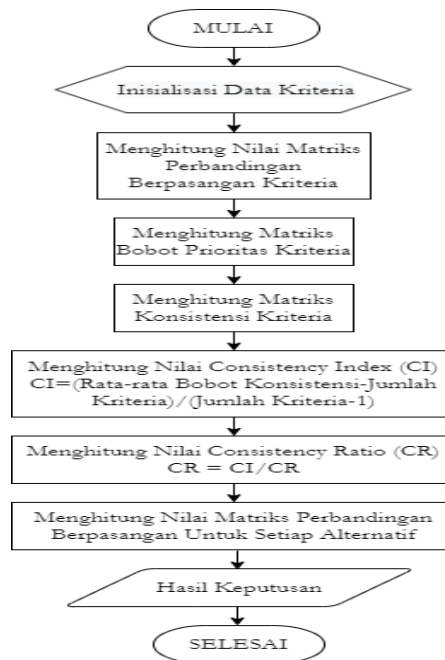 MULAI
Inisialisasi Data Kriteria
Menghitung Nilai Matriks
Perbandingan
Berpasangan Kriteria
Menghitung Matriks
Bobot Prioritas Kriteria
Menghitung Matriks
Konsistensi Kriteria
Menghitung Nilai Consistency Index (CI)
CI=(Rata-rata Bobot Konsistensi-Jumlah
Kriteria)/(Jumlah Kriteria-1)
Menghitung Nilai Consistency Ratio (CR)
CR = CI/CR
Menghitung Nilai Matriks Perbandingan
Berpasangan Untuk Setiap Alternatif
Hasil Keputusan
SELESAI